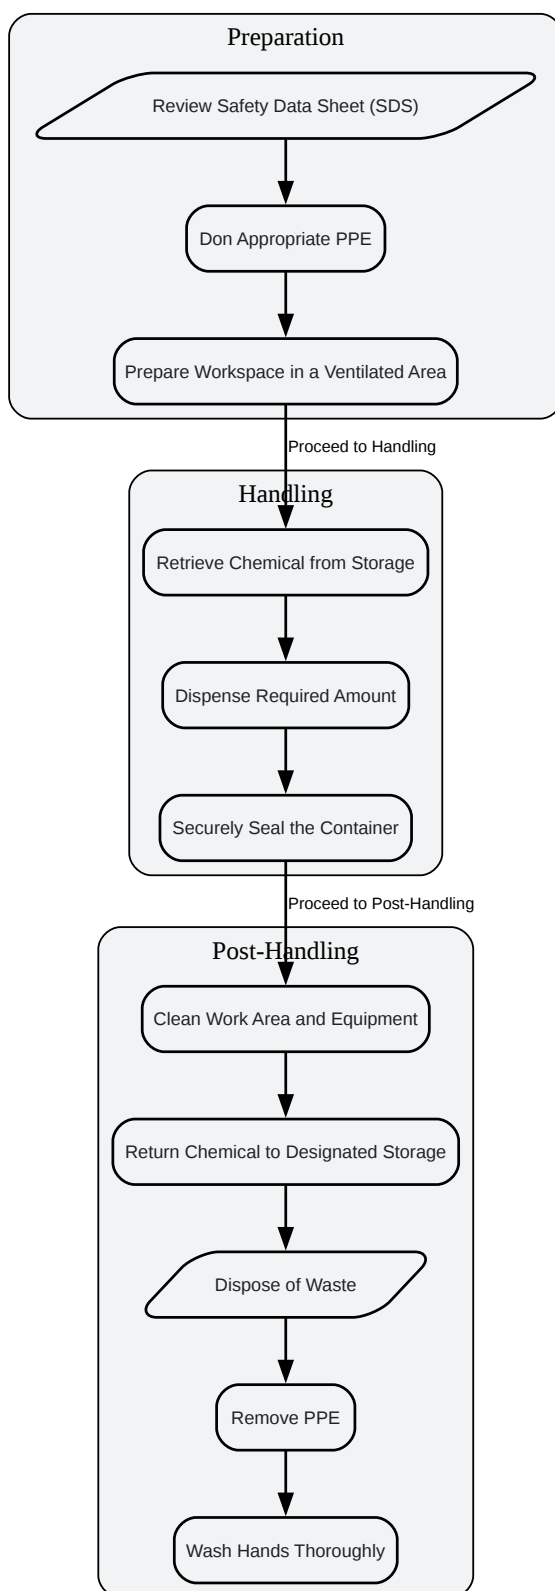 Preparation
Review Safety Data Sheet (SDS)
Don Appropriate PPE
Prepare Workspace in a Ventilated Area
Proceed to Handling
Handling
Retrieve Chemical from Storage
Dispense Required Amount
Securely Seal the Container
Proceed to Post-Handling
Post-Handling
Clean Work Area and Equipment
Return Chemical to Designated Storage
Dispose of Waste
Remove PPE
Wash Hands Thoroughly